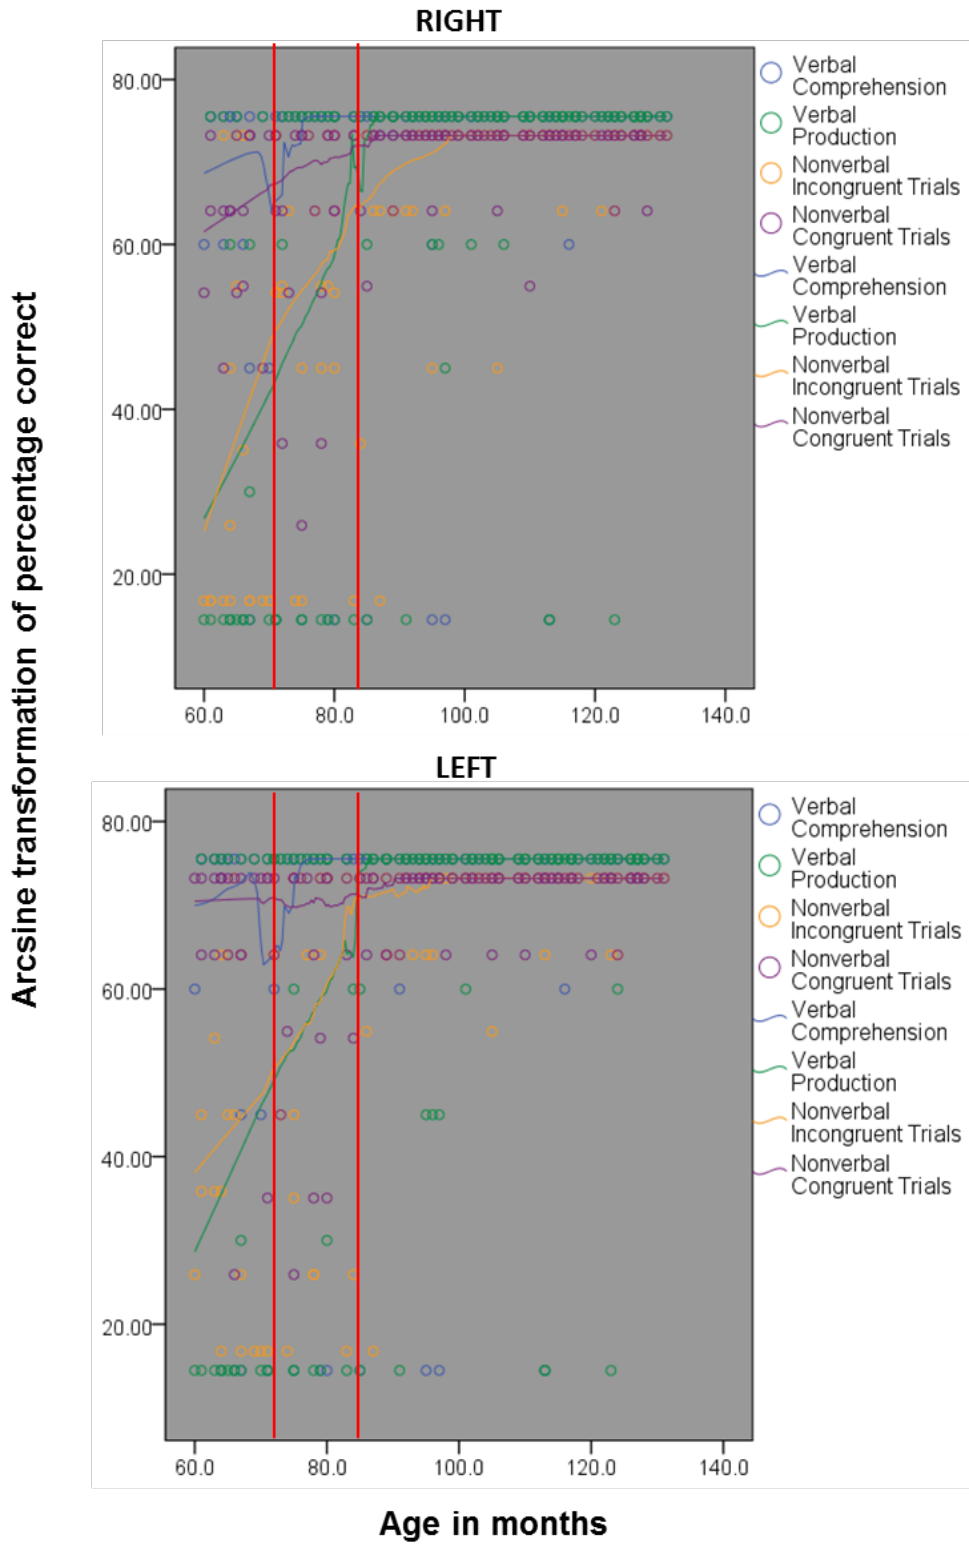 RIGHT
80.00
60.00
40.00
20.00
60.0 80.0 100.0 120.0 140.0
Verbal
Comprehension
Verbal
Production
Nonverbal
Incongruent Trials
Nonverbal
Congruent Trials
Verbal
Comprehension
Verbal
Production
Nonverbal
Incongruent Trials
Nonverbal
Congruent Trials
Arcsine transformation of percentage correct
LEFT
80.00
60.00
40.00
20.00
60.0 80.0 100.0 120.0 140.0
Verbal
Comprehension
Verbal
Production
Nonverbal
Incongruent Trials
Nonverbal
Congruent Trials
Verbal
Comprehension
Verbal
Production
Nonverbal
Incongruent Trials
Nonverbal
Congruent Trials
Age in months